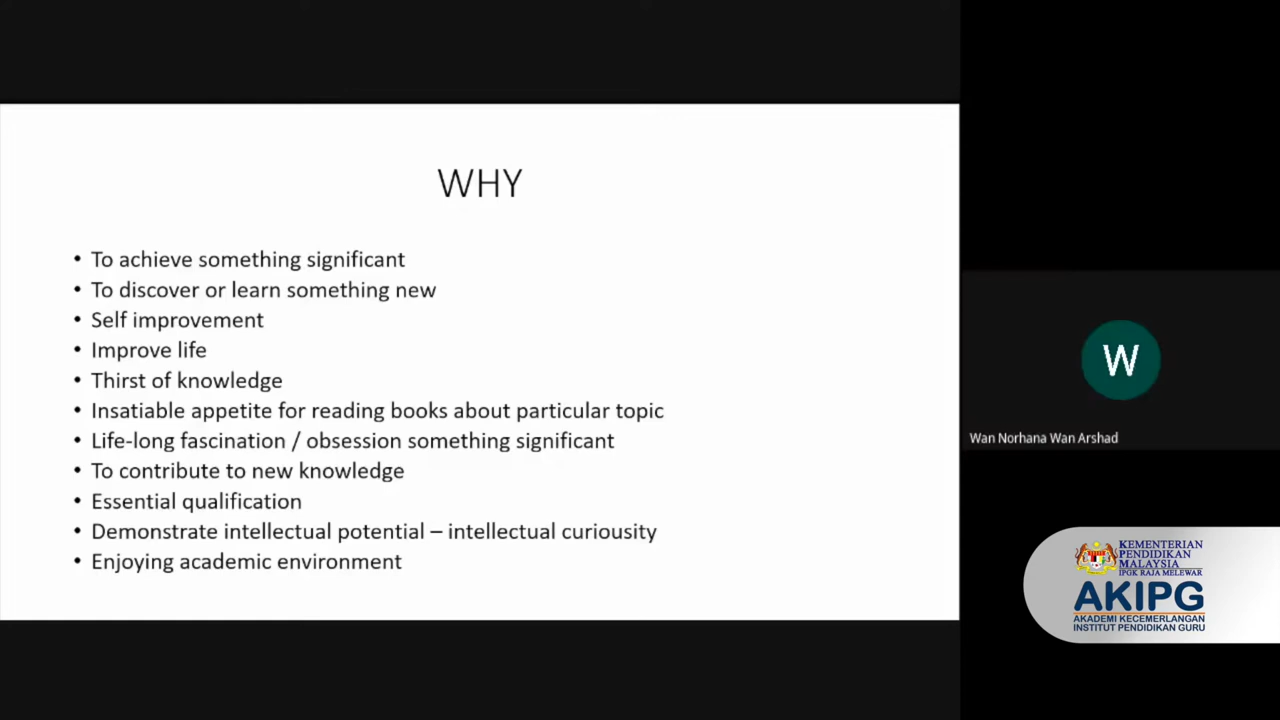 WHY
• To achieve something significant
• To discover or learn something new
• Self improvement
• Improve life
• Thirst of knowledge
• Insatiable appetite for reading books about particular topic
• Life-long fascination / obsession something significant
• To contribute to new knowledge
• Essential qualification
• Demonstrate intellectual potential – intellectual curiousity
• Enjoying academic environment
W
Wan Norhana Wan Arshad
KEMENTERIAN
PENDIDIKAN
MALAYSIA
IPGK RAJA MELEWAR
AKIPG
AKADEMI KECEMERLANGAN
INSTITUT PENDIDIKAN GURU